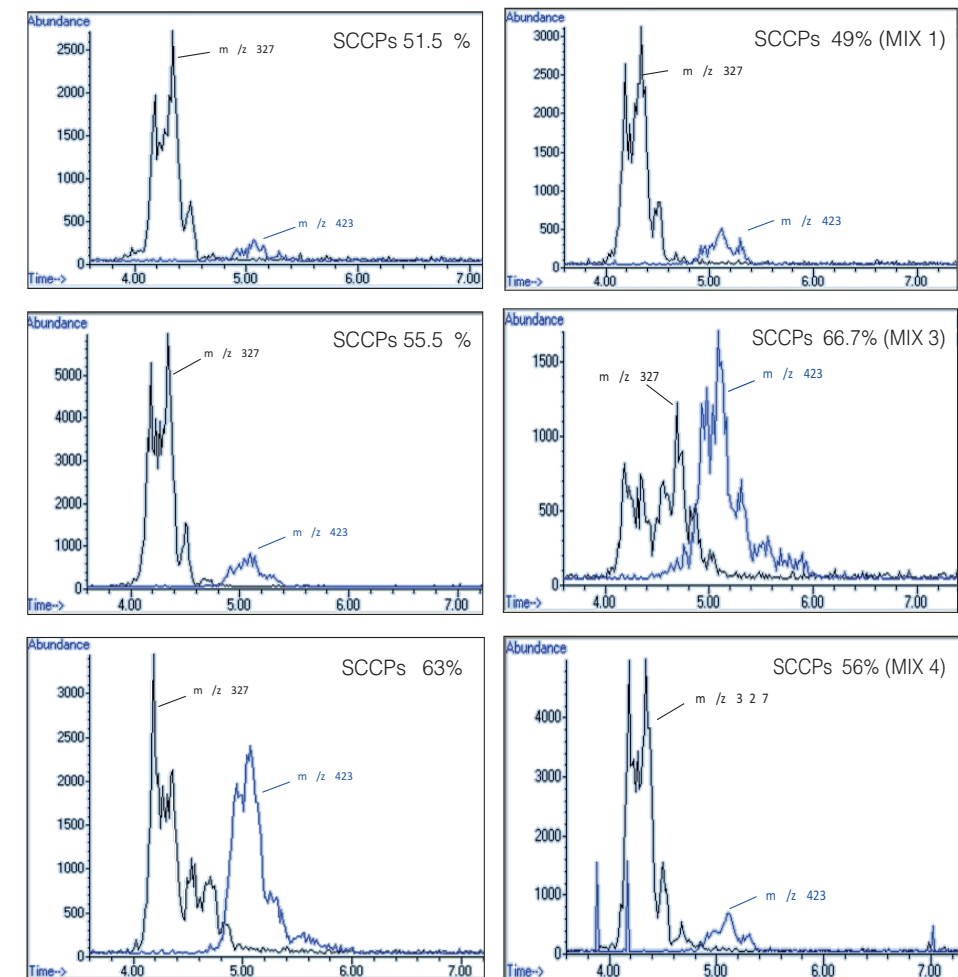 Abundance
SCCPs 51.5 %
m /z 327
2500
2000
1500
1000
500
0
m /z 423
Time-->
4.00 5.00 6.00 7.00
Abundance
SCCPs 49% (MIX 1)
m /z 327
3000
2500
2000
1500
1000
500
0
m /z 423
Time-->
4.00 5.00 6.00 7.00
Abundance
SCCPs 55.5 %
m /z 327
5000
4000
3000
2000
1000
0
m /z 423
Time-->
4.00 5.00 6.00 7.00
Abundance
SCCPs 66.7% (MIX 3)
m /z 327
m /z 423
1500
1000
500
0
Time-->
4.00 5.00 6.00 7.00
Abundance
SCCPs 63%
m /z 327
3000
2500
2000
1500
1000
500
0
m /z 423
Time-->
4.00 5.00 6.00 7.00
Abundance
SCCPs 56% (MIX 4)
m /z 3 2 7
4000
3000
2000
1000
0
m /z 423
Time-->
4.00 5.00 6.00 7.00